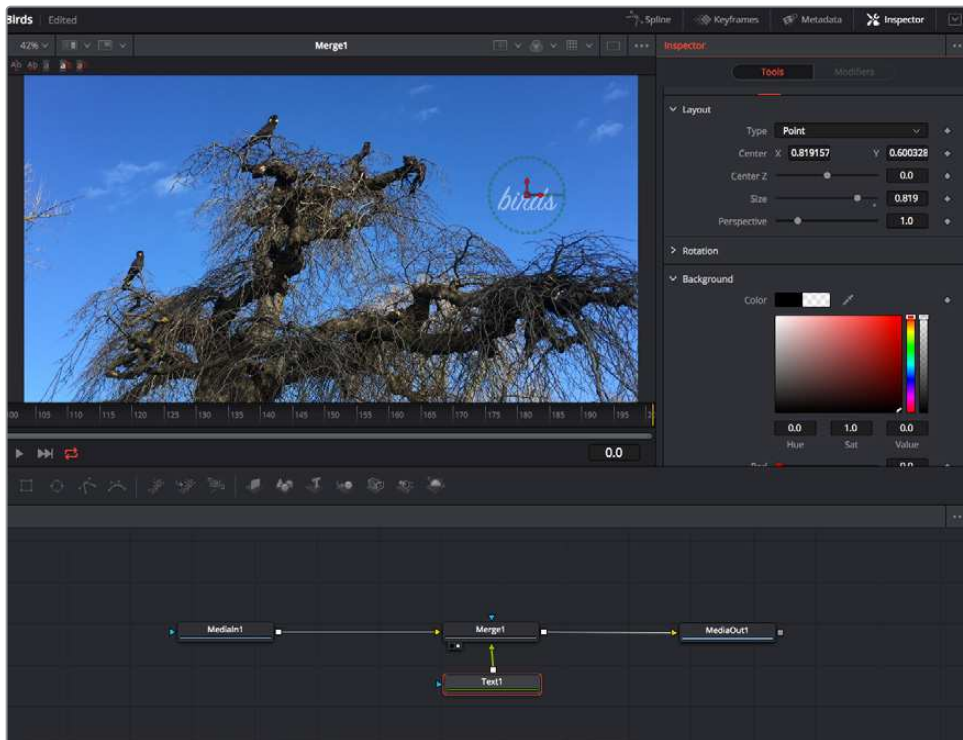 Birds Edited Spline Keyframes Metadata Inspector
42% Merge1 Inspector
Tools Modifiers
Layout
Type Point
Center X 0.819157 Y 0.600328
Center Z 0.0
Size 0.819
Perspective 1.0
Rotation
Background
Color
birds
105 110 115 120 125 130 135 140 145 150 155 160 165 170 175 180 185 190 195
0.0 1.0 0.0
Hue Sat Value
0.0
MediaIn1 Merge1 MediaOut1
Text1